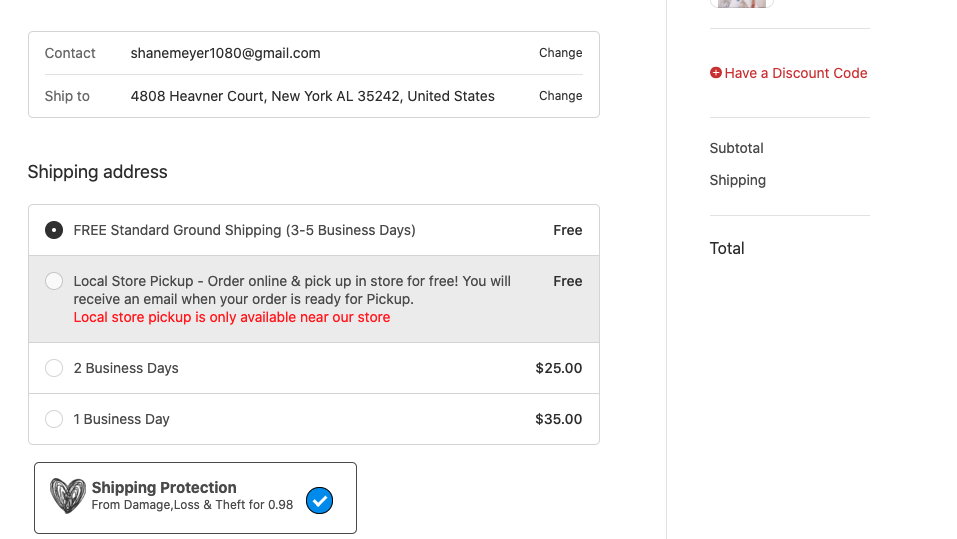 Contact shanemeyer1080@gmail.com Change
Ship to 4808 Heavner Court, New York AL 35242, United States Change
Shipping address
FREE Standard Ground Shipping (3-5 Business Days) Free
Local Store Pickup - Order online & pick up in store for free! You will Free
receive an email when your order is ready for Pickup.
Local store pickup is only available near our store
2 Business Days $25.00
1 Business Day $35.00
Shipping Protection
From Damage,Loss & Theft for 0.98
Have a Discount Code
Subtotal
Shipping
Total